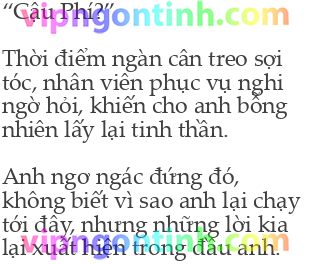 “Cậu Phí?”
vipngontinh.com
Thời điểm ngàn cân treo sợi
tóc, nhân viên phục vụ nghi
ngờ hỏi, khiến cho anh bỗng
nhiên lấy lại tinh thần.
Anh ngơ ngác đứng đó,
không biết vì sao anh lại chạy
tới đây, nhưng những lời kia
lại xuất hiện trong đầu anh.
vipngontinh.com